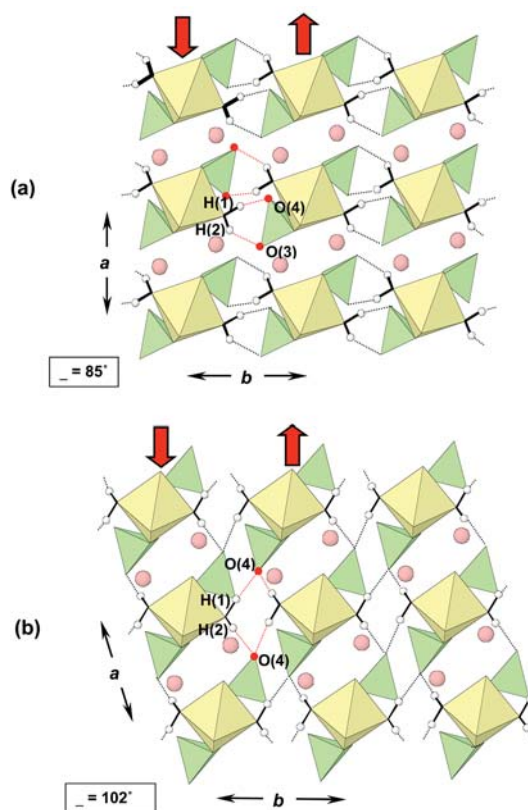 (a)
H(1)
O(4)
H(2)
O(3)
a
b
_ = 85°
O(4)
H(1)
(b)
H(2)
O(4)
a
b
_ = 102°